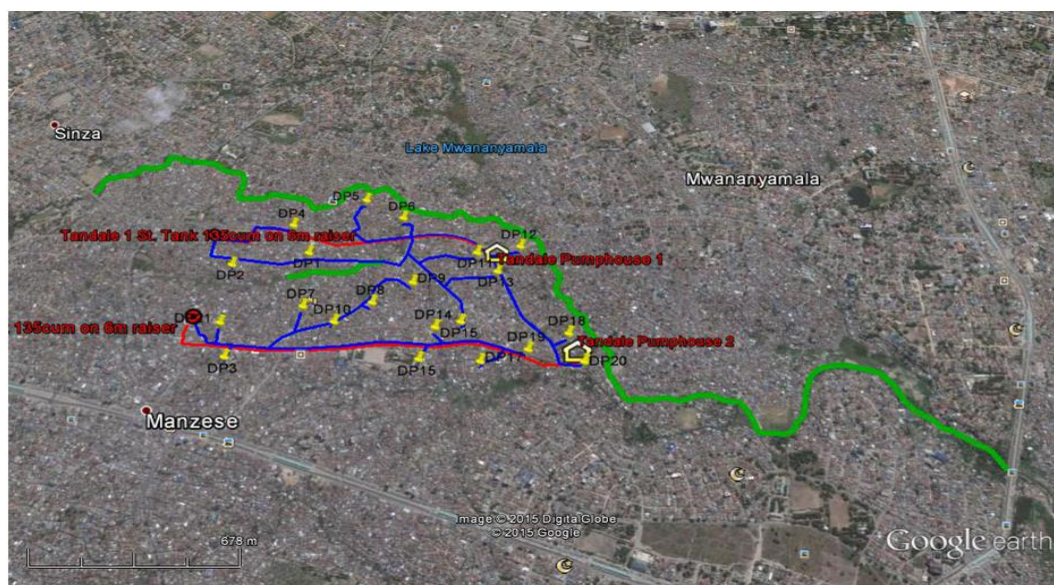 Sinza
Lake Mwananyamala
Mwananyamala
DP5
DP6
DP4
Tandale 1 St. Tank 135cum on 6m raiser
DP12
DP1
DP11
Tandale Pumphouse 1
DP2
DP13
DP9
DP7
DP8
DP10
135cum on 6m raiser
DP14
DP15
DP18
DP19
Tandale Pumphouse 2
DP3
DP15
DP17
DP20
Manzese
Image © 2015 DigitalGlobe
© 2015 Google
678 m
Google earth